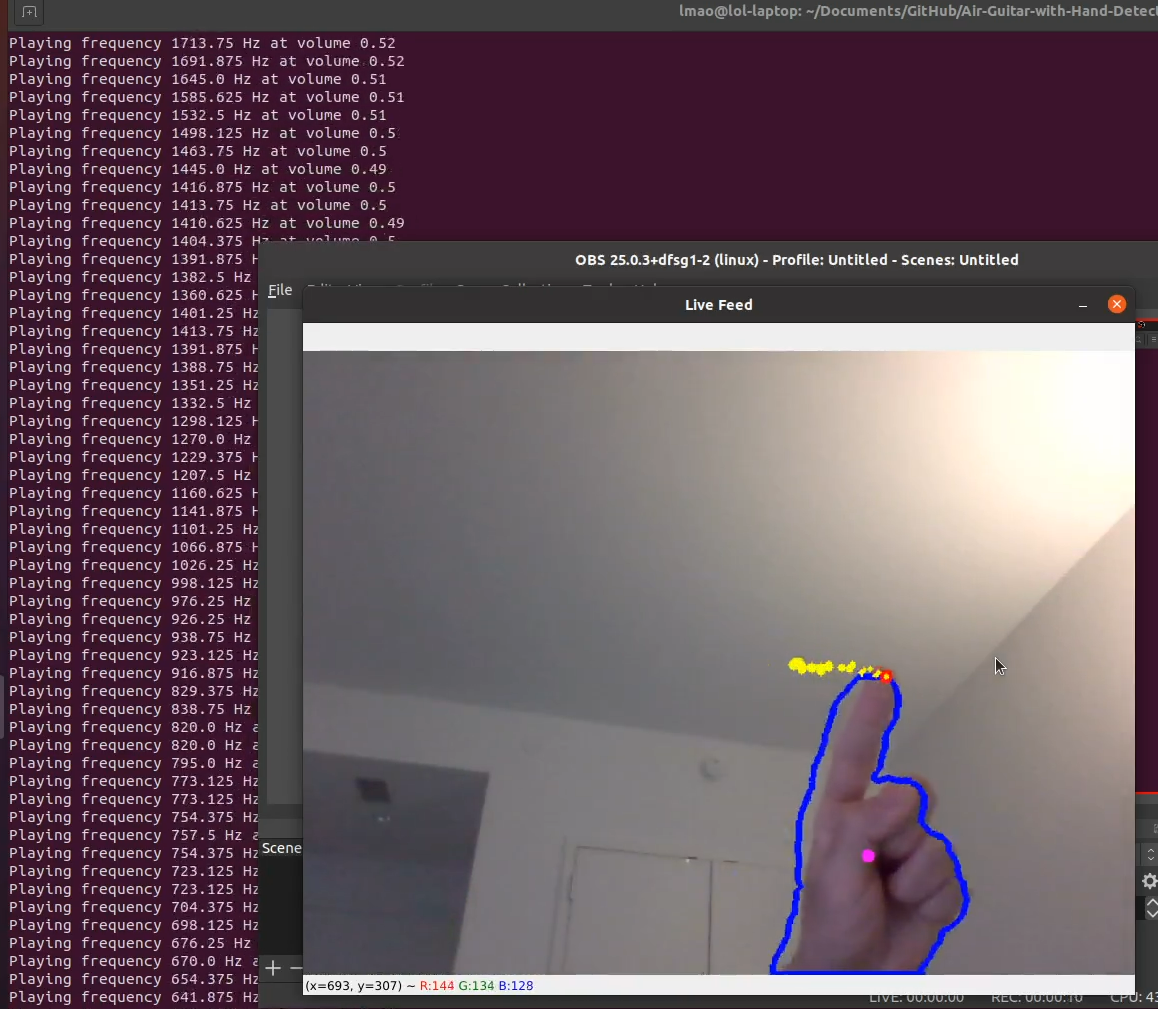 lmao@lol-laptop: ~/Documents/GitHub/Air-Guitar-with-Hand-Detect
Playing frequency 1713.75 Hz at volume 0.52
Playing frequency 1691.875 Hz at volume 0.52
Playing frequency 1645.0 Hz at volume 0.51
Playing frequency 1585.625 Hz at volume 0.51
Playing frequency 1532.5 Hz at volume 0.51
Playing frequency 1498.125 Hz at volume 0.5
Playing frequency 1463.75 Hz at volume 0.5
Playing frequency 1445.0 Hz at volume 0.49
Playing frequency 1416.875 Hz at volume 0.5
Playing frequency 1413.75 Hz at volume 0.5
Playing frequency 1410.625 Hz at volume 0.49
Playing frequency 1404.375 Hz at volume 0.5
Playing frequency 1391.875 H
Playing frequency 1382.5 Hz
Playing frequency 1360.625 H
Playing frequency 1401.25 Hz
Playing frequency 1413.75 Hz
Playing frequency 1391.875 H
Playing frequency 1388.75 Hz
Playing frequency 1351.25 Hz
Playing frequency 1332.5 Hz
Playing frequency 1298.125 H
Playing frequency 1270.0 Hz
Playing frequency 1229.375 H
Playing frequency 1207.5 Hz
Playing frequency 1160.625 H
Playing frequency 1141.875 H
Playing frequency 1101.25 Hz
Playing frequency 1066.875 H
Playing frequency 1026.25 Hz
Playing frequency 998.125 Hz
Playing frequency 976.25 Hz
Playing frequency 926.25 Hz
Playing frequency 938.75 Hz
Playing frequency 923.125 Hz
Playing frequency 916.875 Hz
Playing frequency 829.375 Hz
Playing frequency 838.75 Hz
Playing frequency 820.0 Hz a
Playing frequency 820.0 Hz a
Playing frequency 795.0 Hz a
Playing frequency 773.125 Hz
Playing frequency 773.125 Hz
Playing frequency 754.375 Hz
Playing frequency 757.5 Hz a
Playing frequency 754.375 Hz
Playing frequency 723.125 Hz
Playing frequency 723.125 Hz
Playing frequency 704.375 Hz
Playing frequency 698.125 Hz
Playing frequency 676.25 Hz
Playing frequency 670.0 Hz a
Playing frequency 654.375 Hz
Playing frequency 641.875 Hz
OBS 25.0.3+dfsg1-2 (linux) - Profile: Untitled - Scenes: Untitled
File
Live Feed
Scene
(x=693, y=307) ~ R:144 G:134 B:128
LIVE: 00:00:00 REC: 00:00:10 CPU: 43